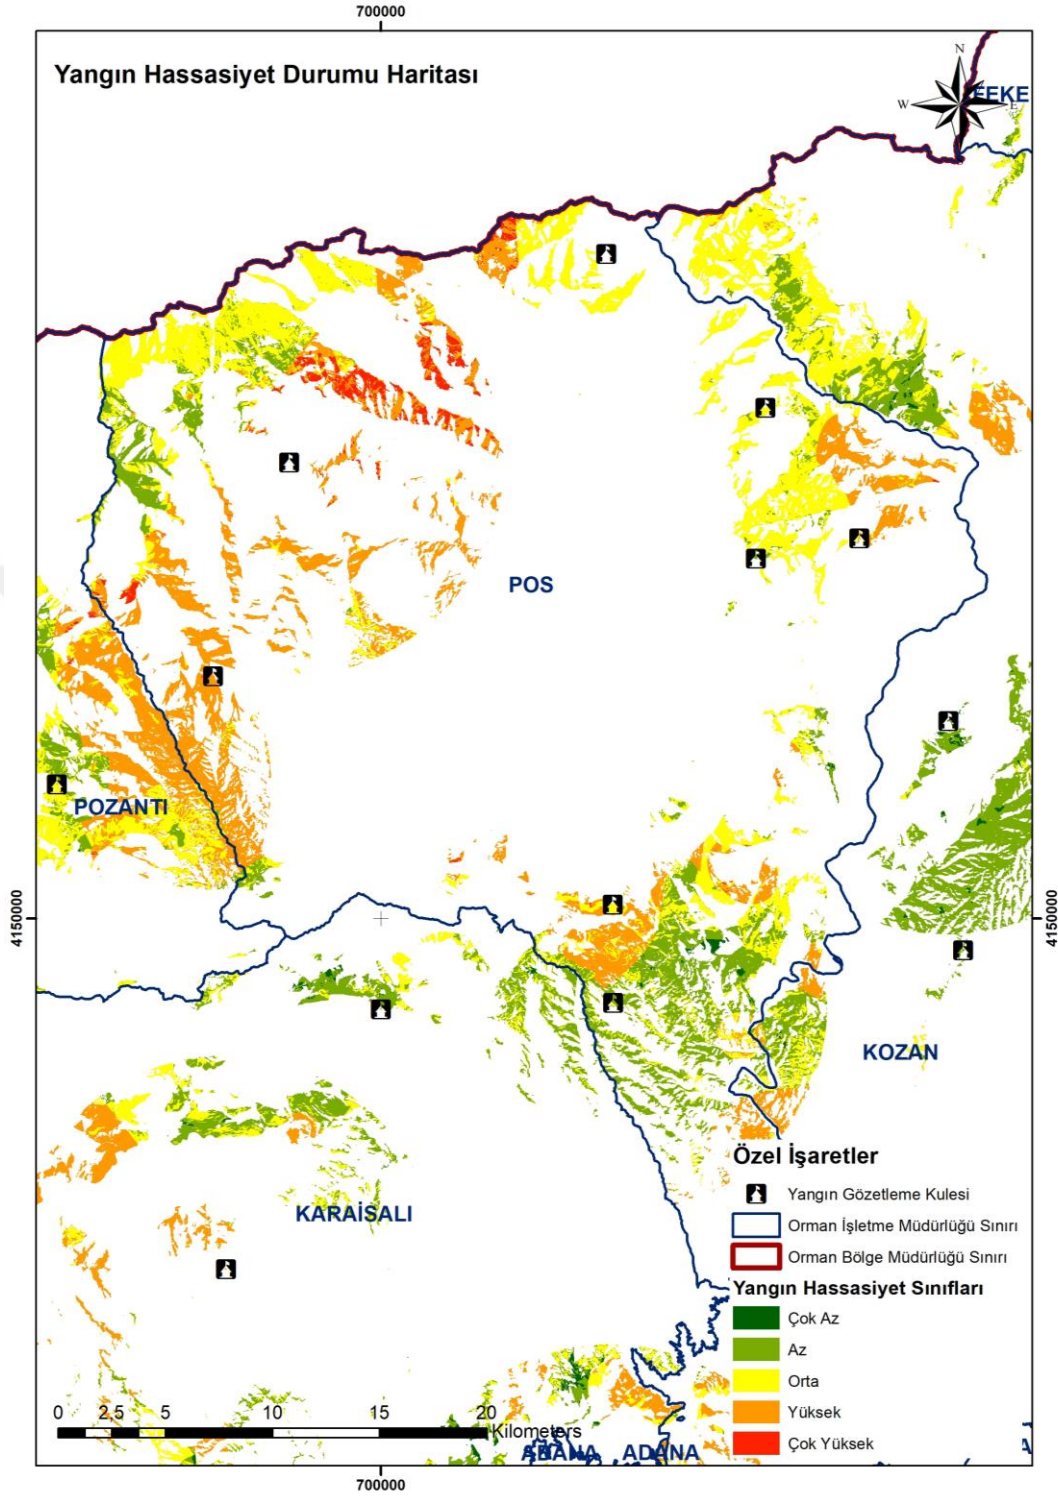 700000
Yangın Hassasiyet Durumu Haritası
N
W
E
FEKE
POS
POZANTI
4150000
4150000
KOZAN
KARAİSALI
Özel İşaretler
Yangın Gözetleme Kulesi
Orman İşletme Müdürlüğü Sınırı
Orman Bölge Müdürlüğü Sınırı
Yangın Hassasiyet Sınıfları
Çok Az
Az
Orta
Yüksek
Çok Yüksek
0 2,5 5 10 15 20
Kilometers
ADANA ADANA
700000